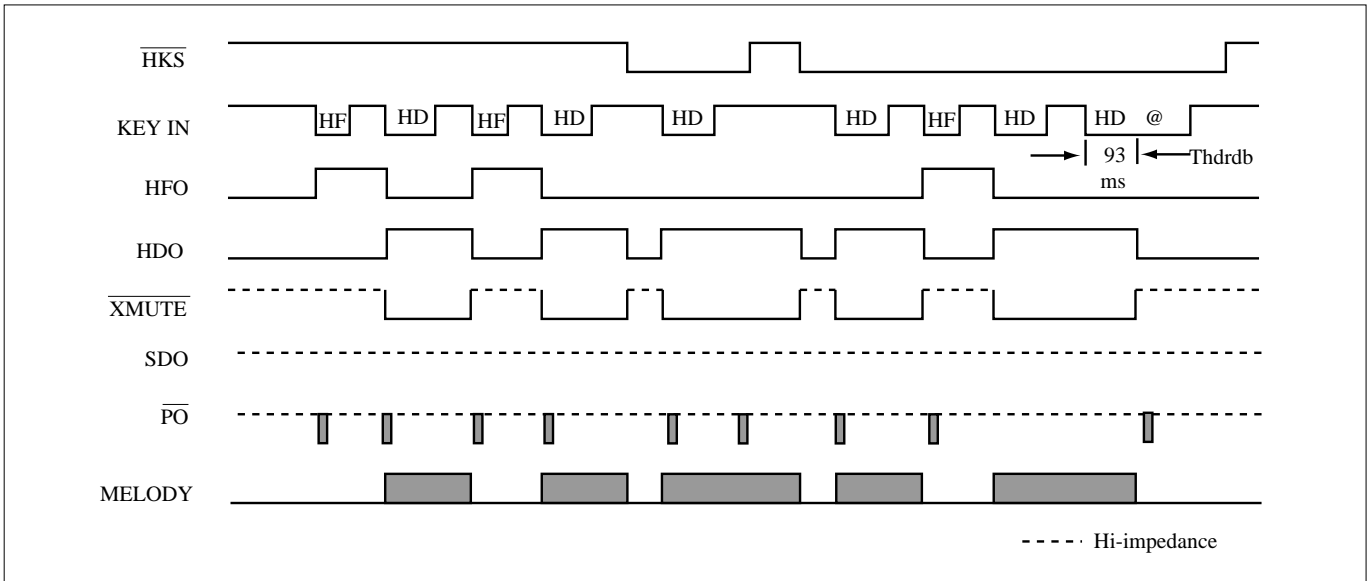 HKS
KEY IN HF HD HF HD HD HD HF HD HD @
93 Thdrdb
ms
HFO
HDO
XMUTE
SDO
PO
MELODY
Hi-impedance